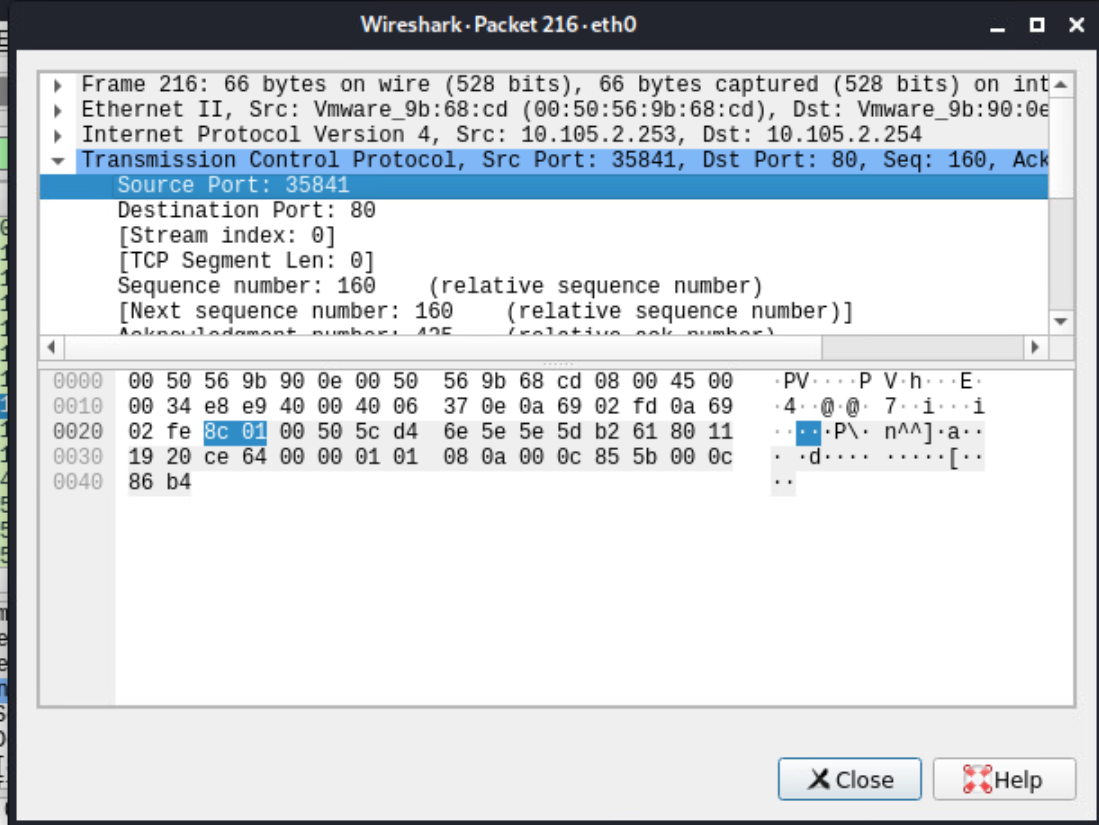 Wireshark · Packet 216 · eth0
Frame 216: 66 bytes on wire (528 bits), 66 bytes captured (528 bits) on int
Ethernet II, Src: Vmware_9b:68:cd (00:50:56:9b:68:cd), Dst: Vmware_9b:90:0e
Internet Protocol Version 4, Src: 10.105.2.253, Dst: 10.105.2.254
Transmission Control Protocol, Src Port: 35841, Dst Port: 80, Seq: 160, Ack
Source Port: 35841
Destination Port: 80
[Stream index: 0]
[TCP Segment Len: 0]
Sequence number: 160    (relative sequence number)
[Next sequence number: 160    (relative sequence number)]
Acknowledgment number: 425    (relative ack number)
0000 00 50 56 9b 90 0e 00 50 56 9b 68 cd 08 00 45 00 ·PV····P V·h···E·
0010 00 34 e8 e9 40 00 40 06 37 0e 0a 69 02 fd 0a 69 ·4··@·@· 7··i···i
0020 02 fe 8c 01 00 50 5c d4 6e 5e 5e 5d b2 61 80 11 ·····P\· n^^]·a··
0030 19 20 ce 64 00 00 01 01 08 0a 00 0c 85 5b 00 0c · ·d···· ·····[··
0040 86 b4 ··
Close
Help